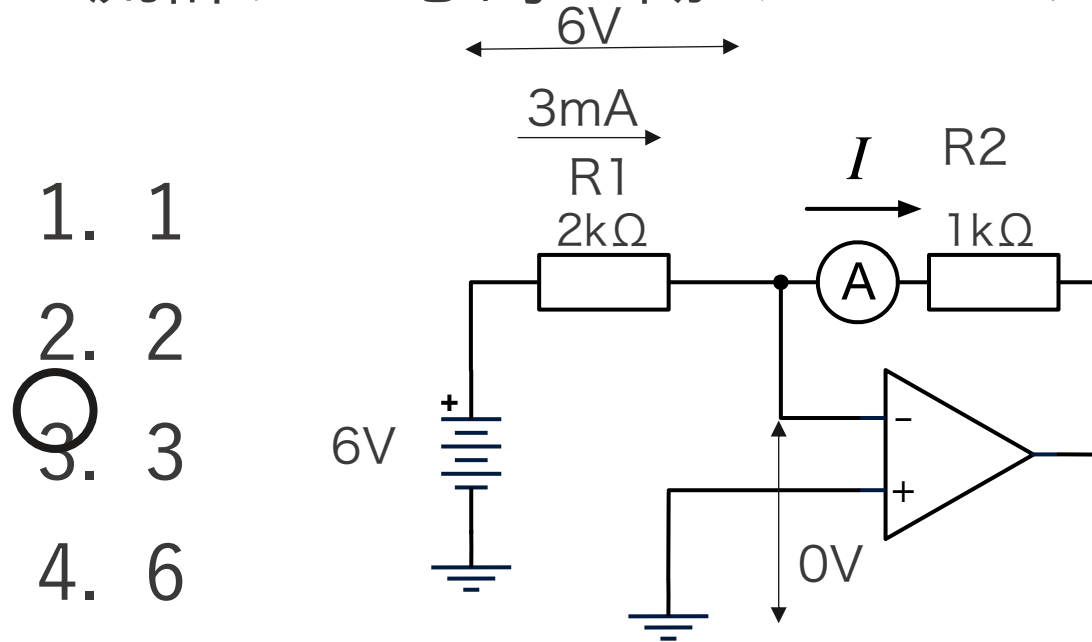 6V
3mA
R1
2kΩ
I
R2
1kΩ
A
1. 1
2. 2
3. 3
4. 6
+
6V
−
+
0V